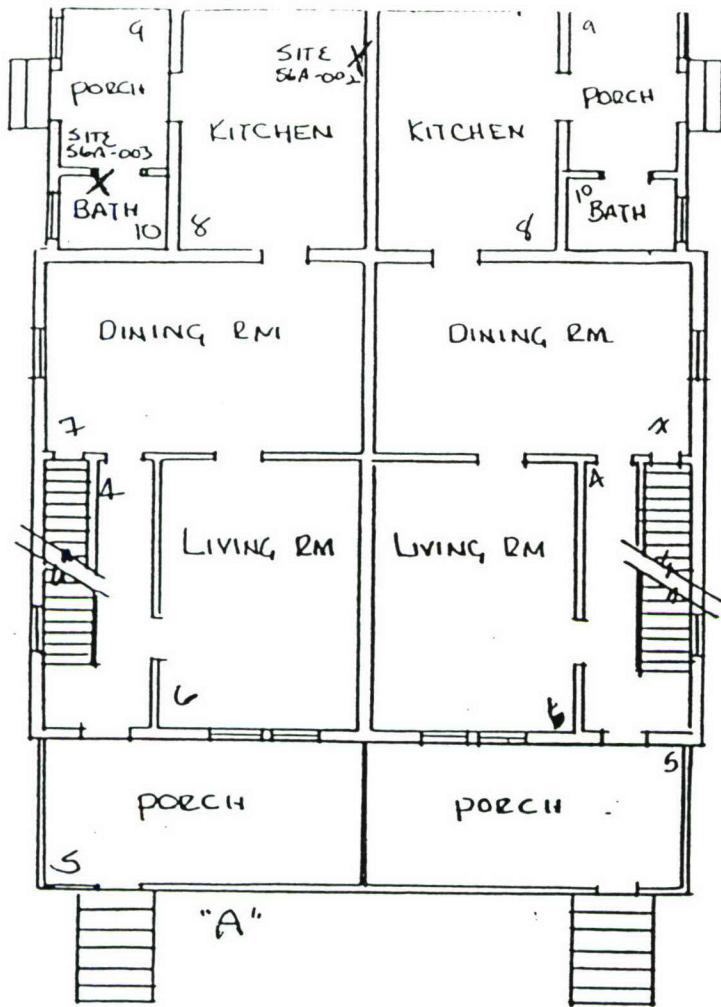 9
PORCH
SITE
56A-003
BATH
10
SITE
56A-002
KITCHEN
8
KITCHEN
8
9
PORCH
10
BATH
DINING RM
7
DINING RM
4
LIVING RM
6
LIVING RM
PORCH
5
PORCH
5
"A"